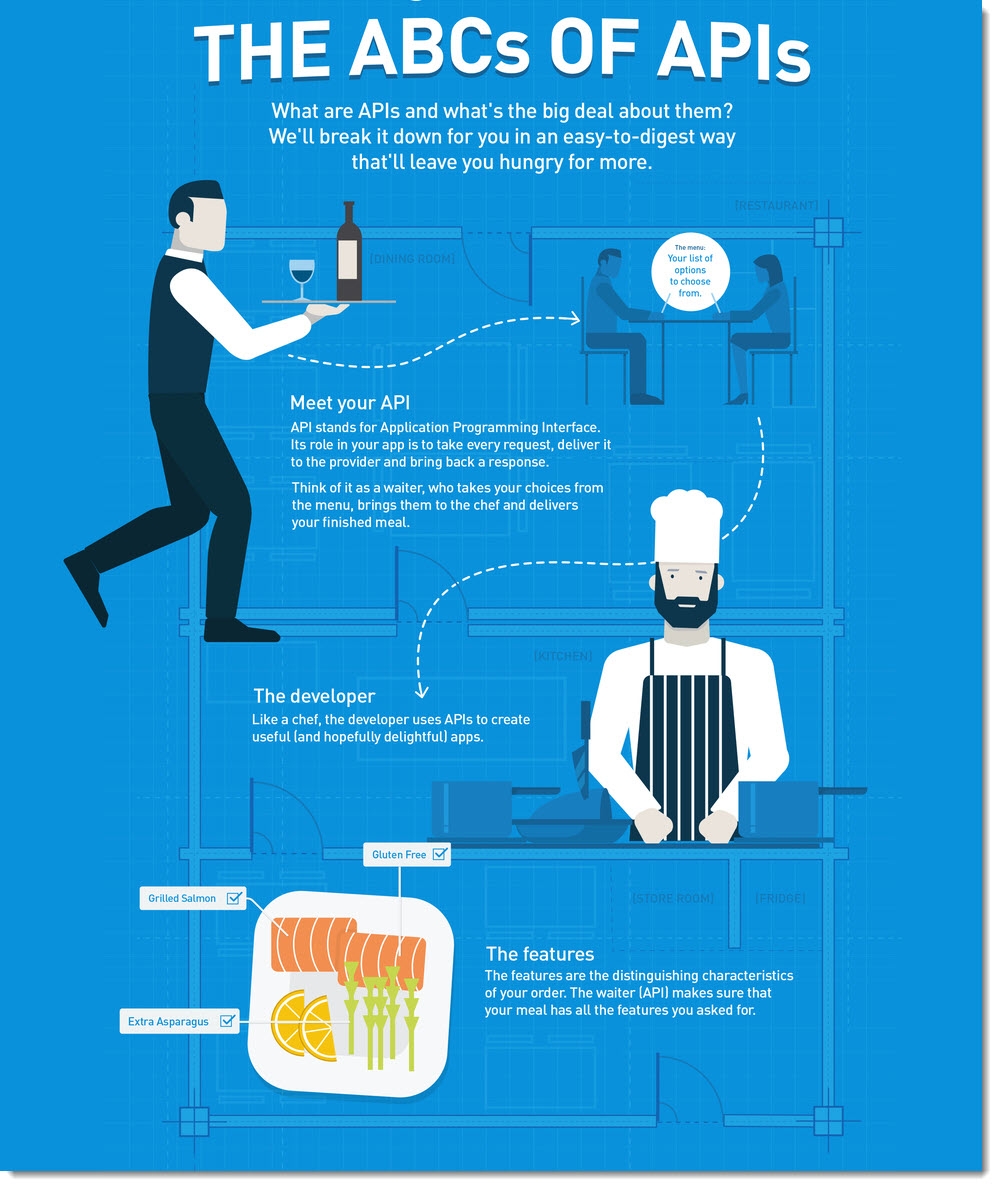 THE ABCs OF APIs
What are APIs and what's the big deal about them?
We'll break it down for you in an easy-to-digest way
that'll leave you hungry for more.
[RESTAURANT]
[DINING ROOM]
The menu:
Your list of
options
to choose
from.
Meet your API
API stands for Application Programming Interface.
Its role in your app is to take every request, deliver it
to the provider and bring back a response.
Think of it as a waiter, who takes your choices from
the menu, brings them to the chef and delivers
your finished meal.
[KITCHEN]
The developer
Like a chef, the developer uses APIs to create
useful (and hopefully delightful) apps.
Gluten Free
Grilled Salmon
[STORE ROOM]
[FRIDGE]
The features
The features are the distinguishing characteristics
of your order. The waiter (API) makes sure that
your meal has all the features you asked for.
Extra Asparagus